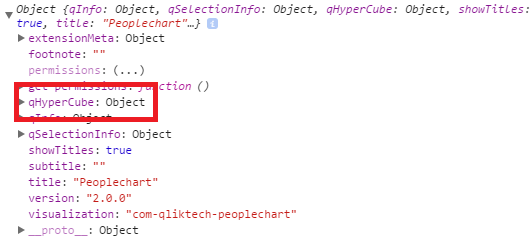 Object {qInfo: Object, qSelectionInfo: Object, qHyperCube: Object, showTitles:
true, title: "Peoplechart"…} i
extensionMeta: Object
footnote: ""
permissions: (...)
get permissions: function ()
qHyperCube: Object
qInfo: Object
qSelectionInfo: Object
showTitles: true
subtitle: ""
title: "Peoplechart"
version: "2.0.0"
visualization: "com-qliktech-peoplechart"
__proto__: Object